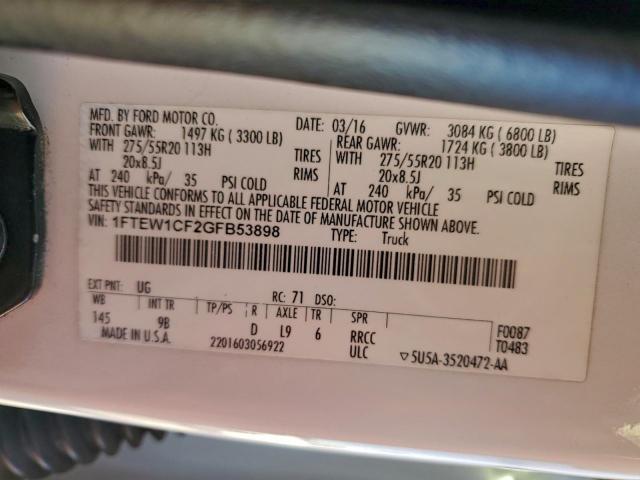 MFD. BY FORD MOTOR CO. DATE: 03/16 GVWR: 3084 KG ( 6800 LB)
FRONT GAWR: 1497 KG ( 3300 LB) REAR GAWR: 1724 KG ( 3800 LB)
WITH 275/55R20 113H TIRES WITH 275/55R20 113H TIRES
20x8.5J RIMS 20x8.5J RIMS
AT 240 kPa/ 35 PSI COLD AT 240 kPa/ 35 PSI COLD
THIS VEHICLE CONFORMS TO ALL APPLICABLE FEDERAL MOTOR VEHICLE
SAFETY STANDARDS IN EFFECT ON THE DATE OF MANUFACTURE SHOWN ABOVE.
VIN: 1FTEW1CF2GFB53898 TYPE: Truck
EXT PNT: UG RC: 71 DSO:
WB INT TR TP/PS R AXLE TR SPR
145 9B D L9 6 RRCC F0087
MADE IN U.S.A. 2201603056922 ULC ▽5U5A-3520472-AA T0483